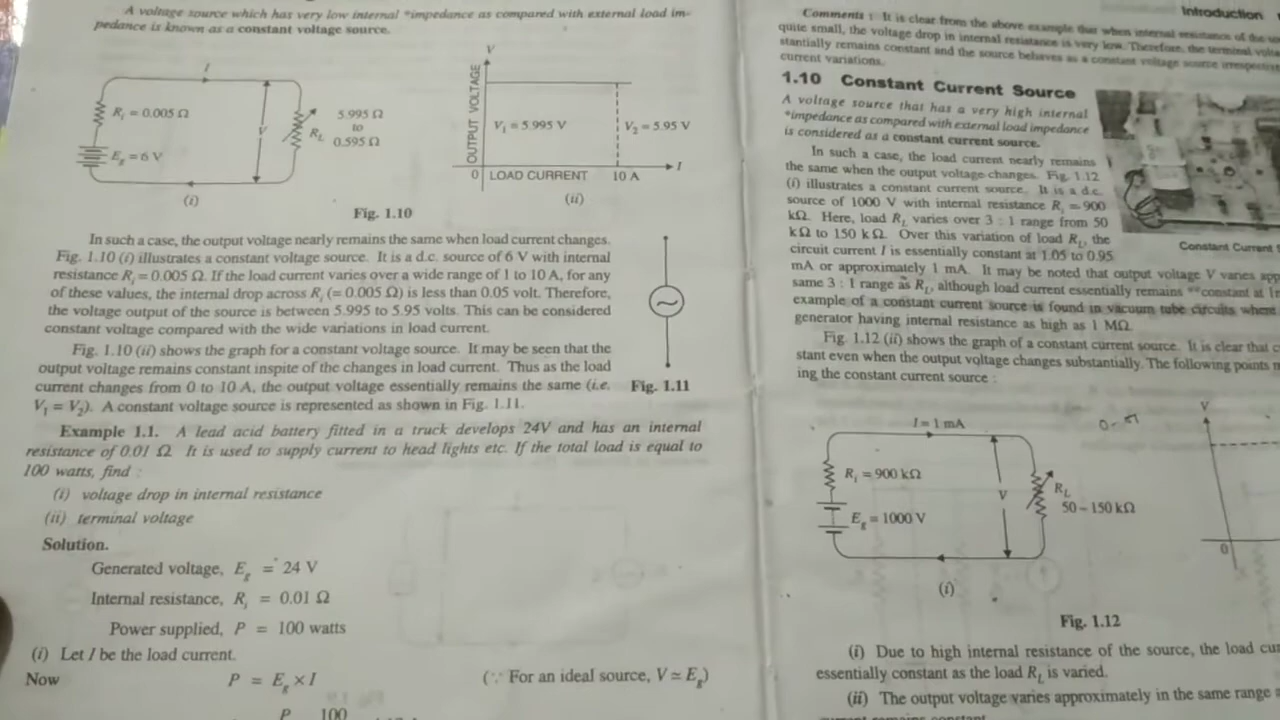 A voltage source which has very low internal *impedance as compared with external load im-
pedance is known as a constant voltage source.
I
R_i = 0.005 Ω
E_g = 6 V
V
R_L
5.995 Ω
to
0.595 Ω
(i)
V
OUTPUT VOLTAGE
V_1 = 5.995 V
V_2 = 5.95 V
0
LOAD CURRENT
10 A
I
(ii)
Fig. 1.10
In such a case, the output voltage nearly remains the same when load current changes.
Fig. 1.10 (i) illustrates a constant voltage source. It is a d.c. source of 6 V with internal
resistance R_i = 0.005 Ω. If the load current varies over a wide range of 1 to 10 A, for any
of these values, the internal drop across R_i (= 0.005 Ω) is less than 0.05 volt. Therefore,
the voltage output of the source is between 5.995 to 5.95 volts. This can be considered
constant voltage compared with the wide variations in load current.
Fig. 1.10 (ii) shows the graph for a constant voltage source. It may be seen that the
output voltage remains constant inspite of the changes in load current. Thus as the load
current changes from 0 to 10 A, the output voltage essentially remains the same (i.e.
V_1 = V_2). A constant voltage source is represented as shown in Fig. 1.11.
~
Fig. 1.11
Example 1.1. A lead acid battery fitted in a truck develops 24V and has an internal
resistance of 0.01 Ω. It is used to supply current to head lights etc. If the total load is equal to
100 watts, find :
(i) voltage drop in internal resistance
(ii) terminal voltage
Solution.
Generated voltage, E_g = 24 V
Internal resistance, R_i = 0.01 Ω
Power supplied, P = 100 watts
(i) Let I be the load current.
Now P = E_g × I (∵ For an ideal source, V ≃ E_g)
P 100
Introduction
Comments : It is clear from the above example that when internal resistance of the
quite small, the voltage drop in internal resistance is very low. Therefore, the terminal
stantially remains constant and the source behaves as a constant voltage source
current variations.
1.10 Constant Current Source
A voltage source that has a very high internal
*impedance as compared with external load impedance
is considered as a constant current source.
In such a case, the load current nearly remains
the same when the output voltage changes. Fig. 1.12
(i) illustrates a constant current source. It is a d.c.
source of 1000 V with internal resistance R_i = 900
kΩ. Here, load R_L varies over 3 : 1 range from 50
kΩ to 150 kΩ. Over this variation of load R_L, the
circuit current I is essentially constant at 1.05 to 0.95
mA or approximately 1 mA. It may be noted that output voltage V varies
same 3 : 1 range as R_L, although load current essentially remains **constant at
example of a constant current source is found in vacuum tube circuits where
generator having internal resistance as high as 1 MΩ.
Constant Current
Fig. 1.12 (ii) shows the graph of a constant current source. It is clear that
stant even when the output voltage changes substantially. The following points
ing the constant current source :
I = 1 mA
R_i = 900 kΩ
E_g = 1000 V
V
R_L
50 – 150 kΩ
(i)
V
0
Fig. 1.12
(i) Due to high internal resistance of the source, the load
essentially constant as the load R_L is varied.
(ii) The output voltage varies approximately in the same range